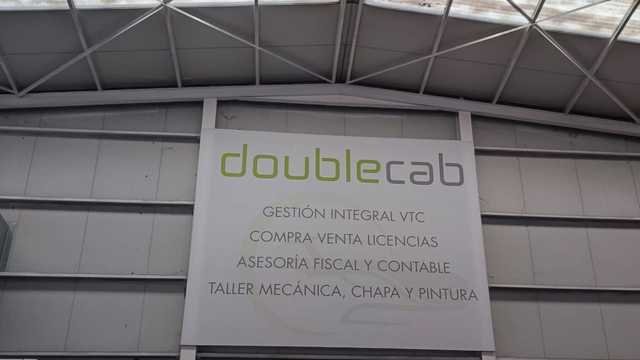 doublecab
GESTIÓN INTEGRAL VTC
COMPRA VENTA LICENCIAS
ASESORÍA FISCAL Y CONTABLE
TALLER MECÁNICA, CHAPA Y PINTURA